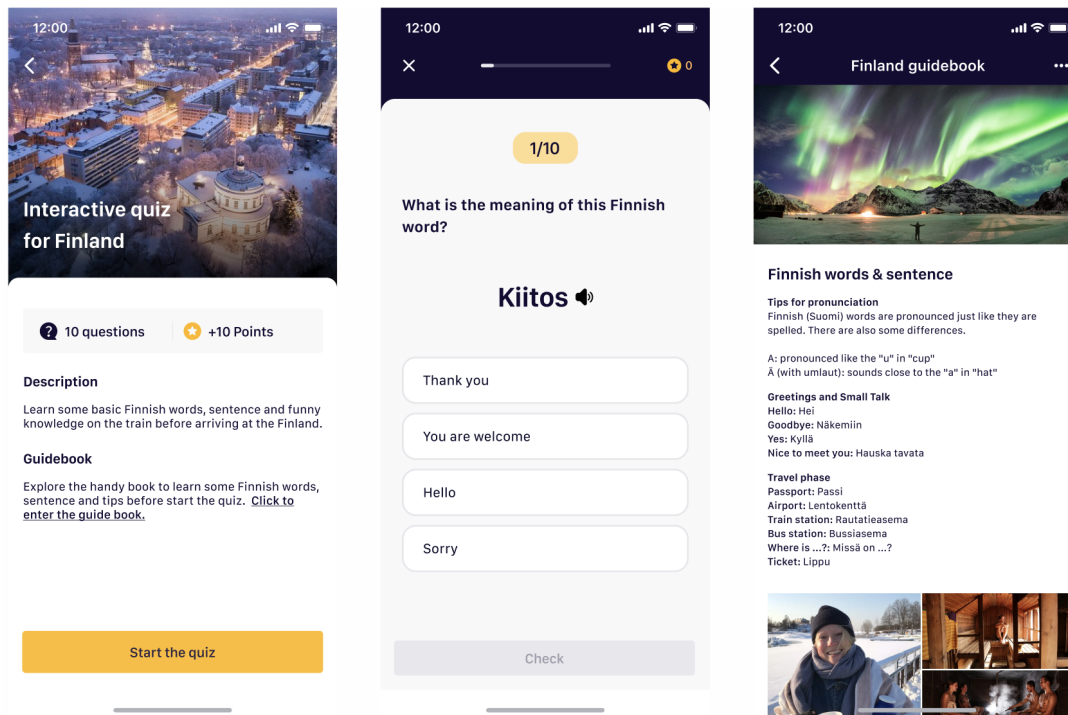 12:00
Interactive quiz
for Finland
10 questions
+10 Points
Description
Learn some basic Finnish words, sentence and funny
knowledge on the train before arriving at the Finland.
Guidebook
Explore the handy book to learn some Finnish words,
sentence and tips before start the quiz. Click to
enter the guide book.
Start the quiz
12:00
0
1/10
What is the meaning of this Finnish
word?
Kiitos
Thank you
You are welcome
Hello
Sorry
Check
12:00
Finland guidebook
Finnish words & sentence
Tips for pronunciation
Finnish (Suomi) words are pronounced just like they are
spelled. There are also some differences.
A: pronounced like the "u" in "cup"
Ä (with umlaut): sounds close to the "a" in "hat"
Greetings and Small Talk
Hello: Hei
Goodbye: Näkemiin
Yes: Kyllä
Nice to meet you: Hauska tavata
Travel phase
Passport: Passi
Airport: Lentokenttä
Train station: Rautatieasema
Bus station: Bussiasema
Where is ...?: Missä on ...?
Ticket: Lippu